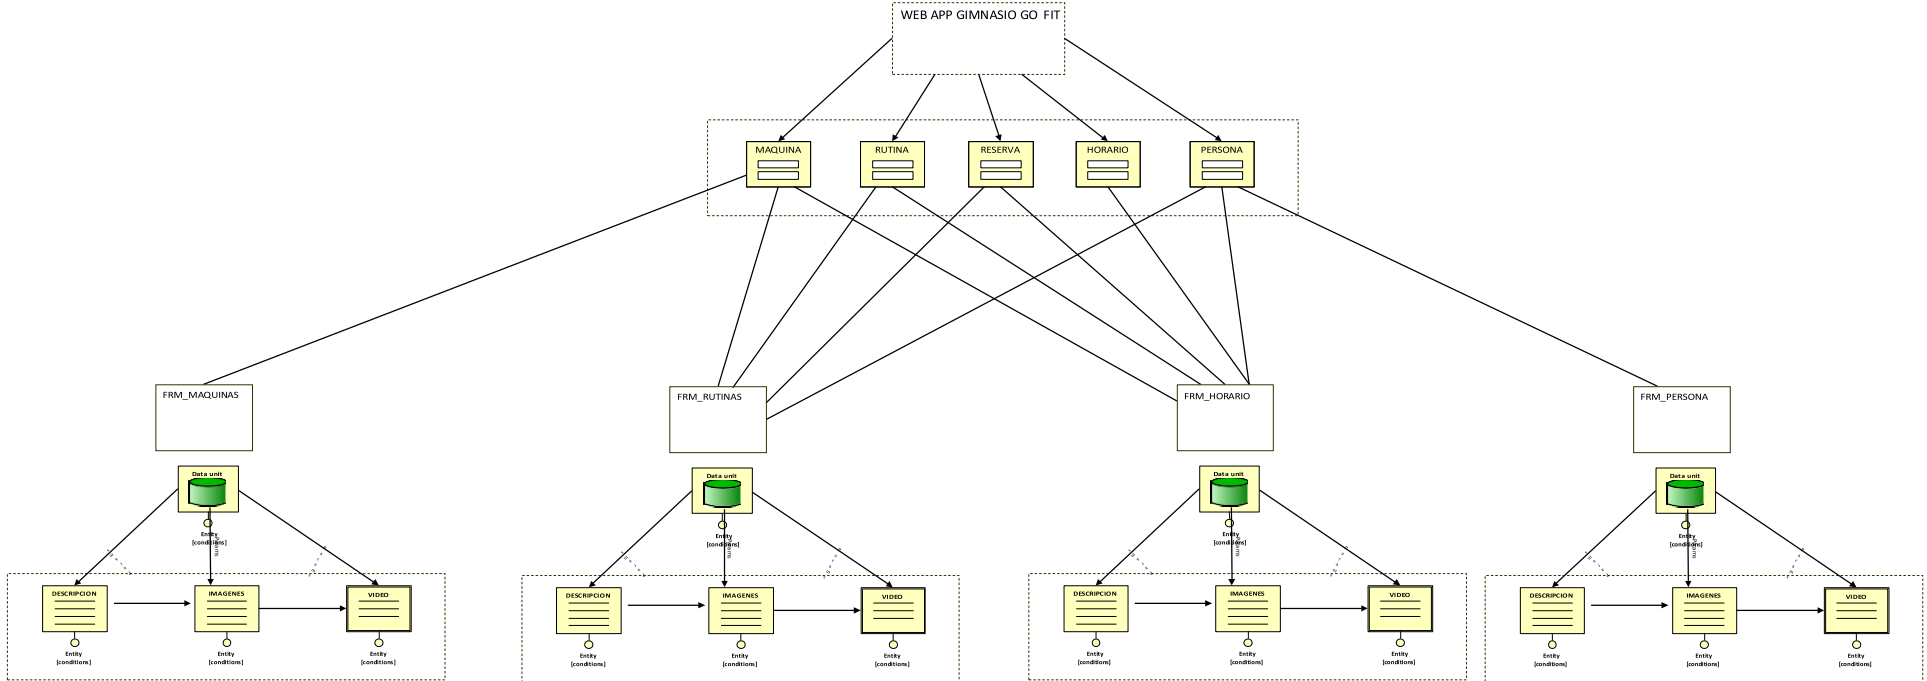 WEB APP GIMNASIO GO FIT
MAQUINA
RUTINA
RESERVA
HORARIO
PERSONA
FRM_MAQUINAS
FRM_RUTINAS
FRM_HORARIO
FRM_PERSONA
Data unit
Entity
[conditions]
Data unit
Entity
[conditions]
Data unit
Entity
[conditions]
Data unit
Entity
[conditions]
DESCRIPCION
IMAGENES
VIDEO
Entity
[conditions]
Entity
[conditions]
Entity
[conditions]
DESCRIPCION
IMAGENES
VIDEO
Entity
[conditions]
Entity
[conditions]
Entity
[conditions]
DESCRIPCION
IMAGENES
VIDEO
Entity
[conditions]
Entity
[conditions]
Entity
[conditions]
DESCRIPCION
IMAGENES
VIDEO
Entity
[conditions]
Entity
[conditions]
Entity
[conditions]